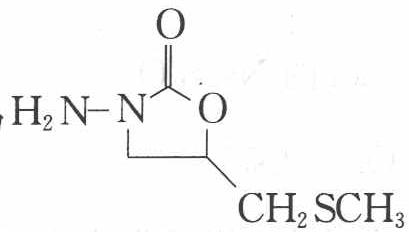 O
H₂N–N O
CH₂SCH₃